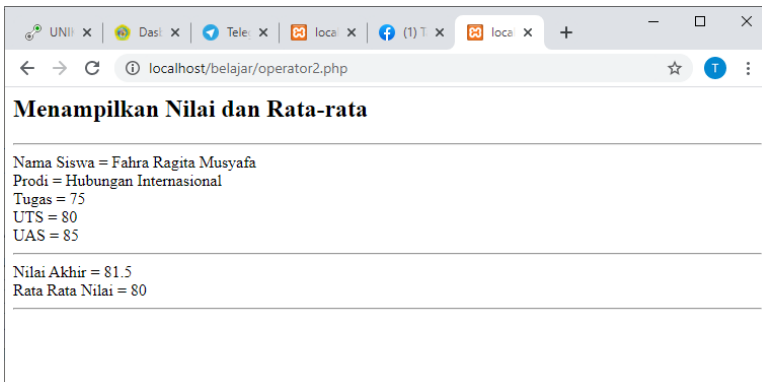 UNI
Das
Tele
loca
(1) T
loca
localhost/belajar/operator2.php
T
Menampilkan Nilai dan Rata-rata
Nama Siswa = Fahra Ragita Musyafa
Prodi = Hubungan Internasional
Tugas = 75
UTS = 80
UAS = 85
Nilai Akhir = 81.5
Rata Rata Nilai = 80